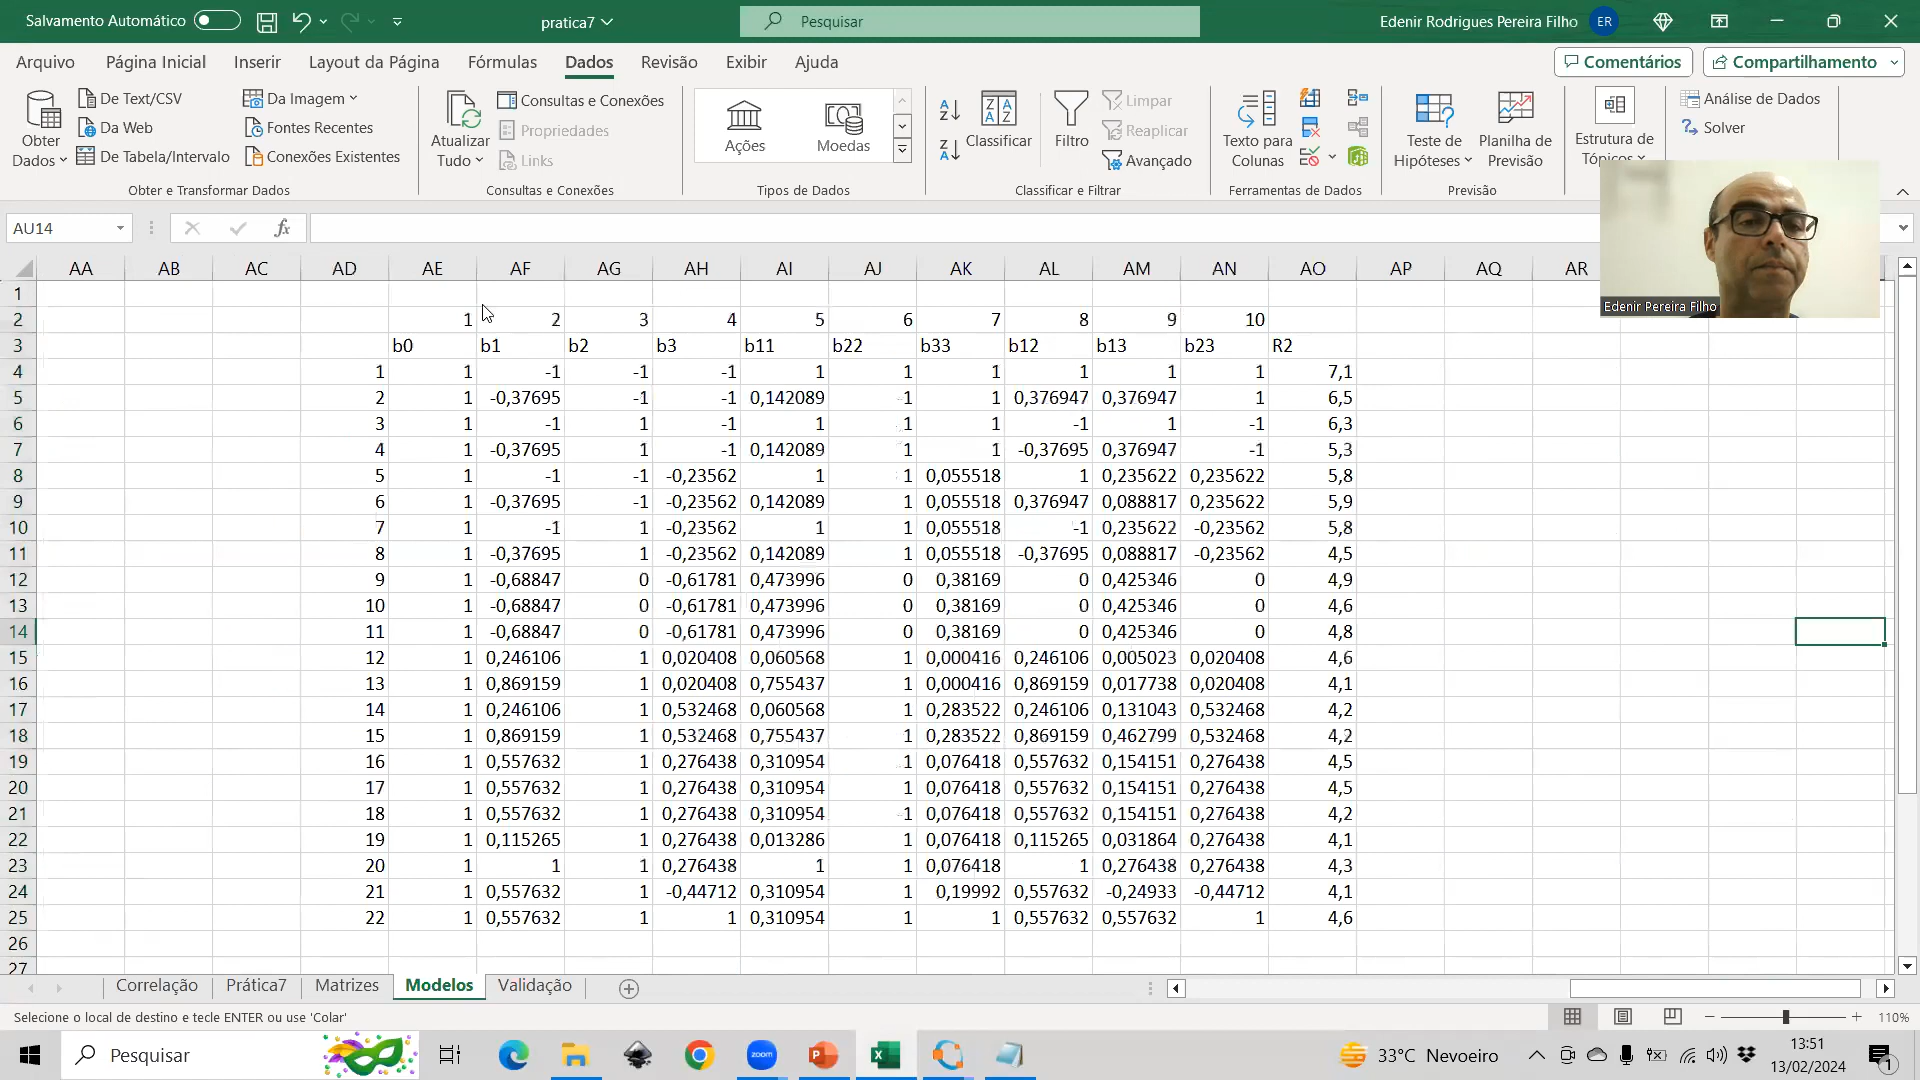 Salvamento Automático
pratica7
Pesquisar
Edenir Rodrigues Pereira Filho ER
Arquivo Página Inicial Inserir Layout da Página Fórmulas Dados Revisão Exibir Ajuda Comentários Compartilhamento
Obter Dados
De Text/CSV
Da Web
De Tabela/Intervalo
Da Imagem
Fontes Recentes
Conexões Existentes
Obter e Transformar Dados
Atualizar Tudo
Consultas e Conexões
Propriedades
Links
Consultas e Conexões
Ações
Moedas
Tipos de Dados
Classificar
Filtro
Limpar
Reaplicar
Avançado
Classificar e Filtrar
Texto para Colunas
Ferramentas de Dados
Teste de Hipóteses
Planilha de Previsão
Previsão
Estrutura de Tópicos
Análise de Dados
Solver
Edenir Pereira Filho
AU14
fx
AA AB AC AD AE AF AG AH AI AJ AK AL AM AN AO AP AQ AR
1
2 1 2 3 4 5 6 7 8 9 10
3 b0 b1 b2 b3 b11 b22 b33 b12 b13 b23 R2
4 1 1 -1 -1 -1 1 1 1 1 1 1 7,1
5 2 1 -0,37695 -1 -1 0,142089 1 1 0,376947 0,376947 1 6,5
6 3 1 -1 1 -1 1 1 1 -1 1 -1 6,3
7 4 1 -0,37695 1 -1 0,142089 1 1 -0,37695 0,376947 -1 5,3
8 5 1 -1 -1 -0,23562 1 1 0,055518 1 0,235622 0,235622 5,8
9 6 1 -0,37695 -1 -0,23562 0,142089 1 0,055518 0,376947 0,088817 0,235622 5,9
10 7 1 -1 1 -0,23562 1 1 0,055518 -1 0,235622 -0,23562 5,8
11 8 1 -0,37695 1 -0,23562 0,142089 1 0,055518 -0,37695 0,088817 -0,23562 4,5
12 9 1 -0,68847 0 -0,61781 0,473996 0 0,38169 0 0,425346 0 4,9
13 10 1 -0,68847 0 -0,61781 0,473996 0 0,38169 0 0,425346 0 4,6
14 11 1 -0,68847 0 -0,61781 0,473996 0 0,38169 0 0,425346 0 4,8
15 12 1 0,246106 1 0,020408 0,060568 1 0,000416 0,246106 0,005023 0,020408 4,6
16 13 1 0,869159 1 0,020408 0,755437 1 0,000416 0,869159 0,017738 0,020408 4,1
17 14 1 0,246106 1 0,532468 0,060568 1 0,283522 0,246106 0,131043 0,532468 4,2
18 15 1 0,869159 1 0,532468 0,755437 1 0,283522 0,869159 0,462799 0,532468 4,2
19 16 1 0,557632 1 0,276438 0,310954 1 0,076418 0,557632 0,154151 0,276438 4,5
20 17 1 0,557632 1 0,276438 0,310954 1 0,076418 0,557632 0,154151 0,276438 4,5
21 18 1 0,557632 1 0,276438 0,310954 1 0,076418 0,557632 0,154151 0,276438 4,2
22 19 1 0,115265 1 0,276438 0,013286 1 0,076418 0,115265 0,031864 0,276438 4,1
23 20 1 1 1 0,276438 1 1 0,076418 1 0,276438 0,276438 4,3
24 21 1 0,557632 1 -0,44712 0,310954 1 0,19992 0,557632 -0,24933 -0,44712 4,1
25 22 1 0,557632 1 1 0,310954 1 1 0,557632 0,557632 1 4,6
26
27
Correlação Prática7 Matrizes Modelos Validação
Selecione o local de destino e tecle ENTER ou use 'Colar'
110%
Pesquisar
zoom
33°C Nevoeiro
13:51
13/02/2024
1